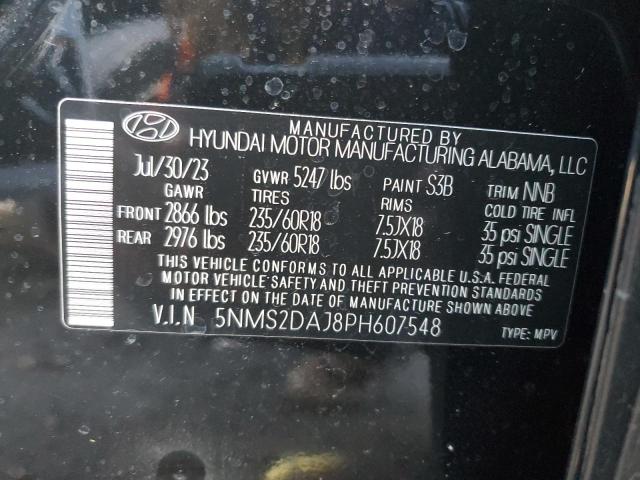 MANUFACTURED BY
HYUNDAI MOTOR MANUFACTURING ALABAMA, LLC
Jul/30/23 GVWR 5247 lbs PAINT S3B TRIM NNB
GAWR TIRES RIMS COLD TIRE INFL
FRONT 2866 lbs 235/60R18 7.5JX18 35 psi SINGLE
REAR 2976 lbs 235/60R18 7.5JX18 35 psi SINGLE
THIS VEHICLE CONFORMS TO ALL APPLICABLE U.S.A. FEDERAL
MOTOR VEHICLE SAFETY AND THEFT PREVENTION STANDARDS
IN EFFECT ON THE DATE OF MANUFACTURE SHOWN ABOVE
V.I.N. 5NMS2DAJ8PH607548 TYPE: MPV